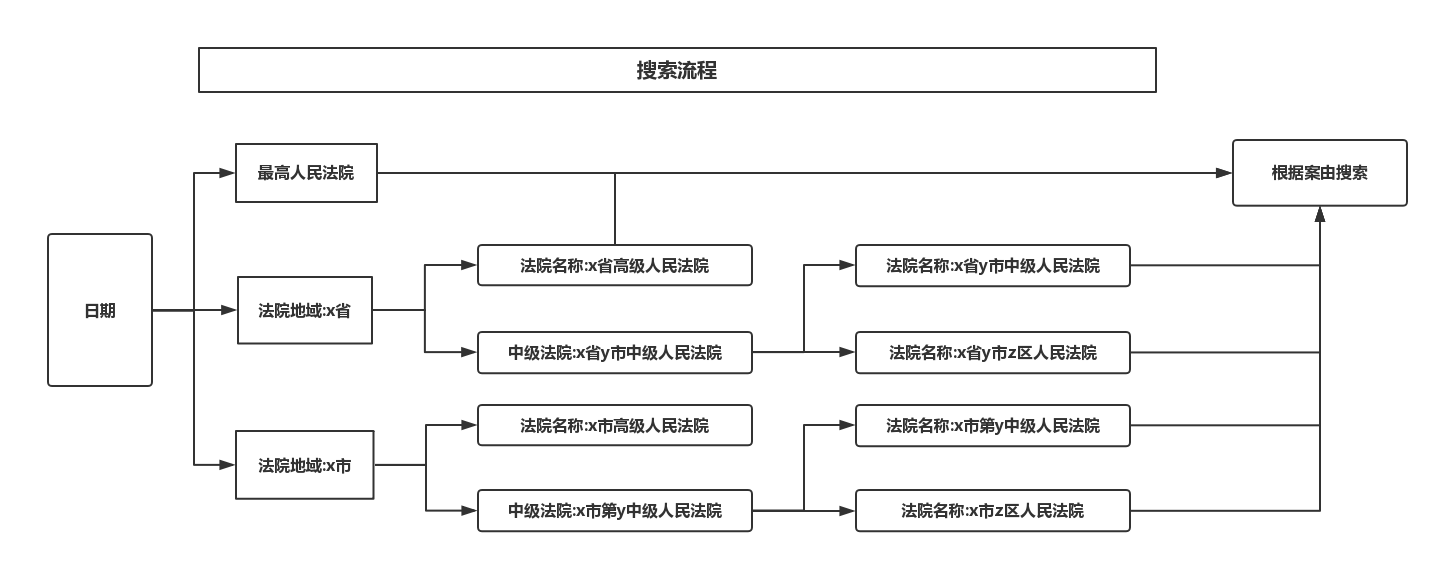 搜索流程
最高人民法院
根据案由搜索
日期
法院地域:x省
法院名称:x省高级人民法院
法院名称:x省y市中级人民法院
中级法院:x省y市中级人民法院
法院名称:x省y市z区人民法院
法院地域:x市
法院名称:x市高级人民法院
法院名称:x市第y中级人民法院
中级法院:x市第y中级人民法院
法院名称:x市z区人民法院